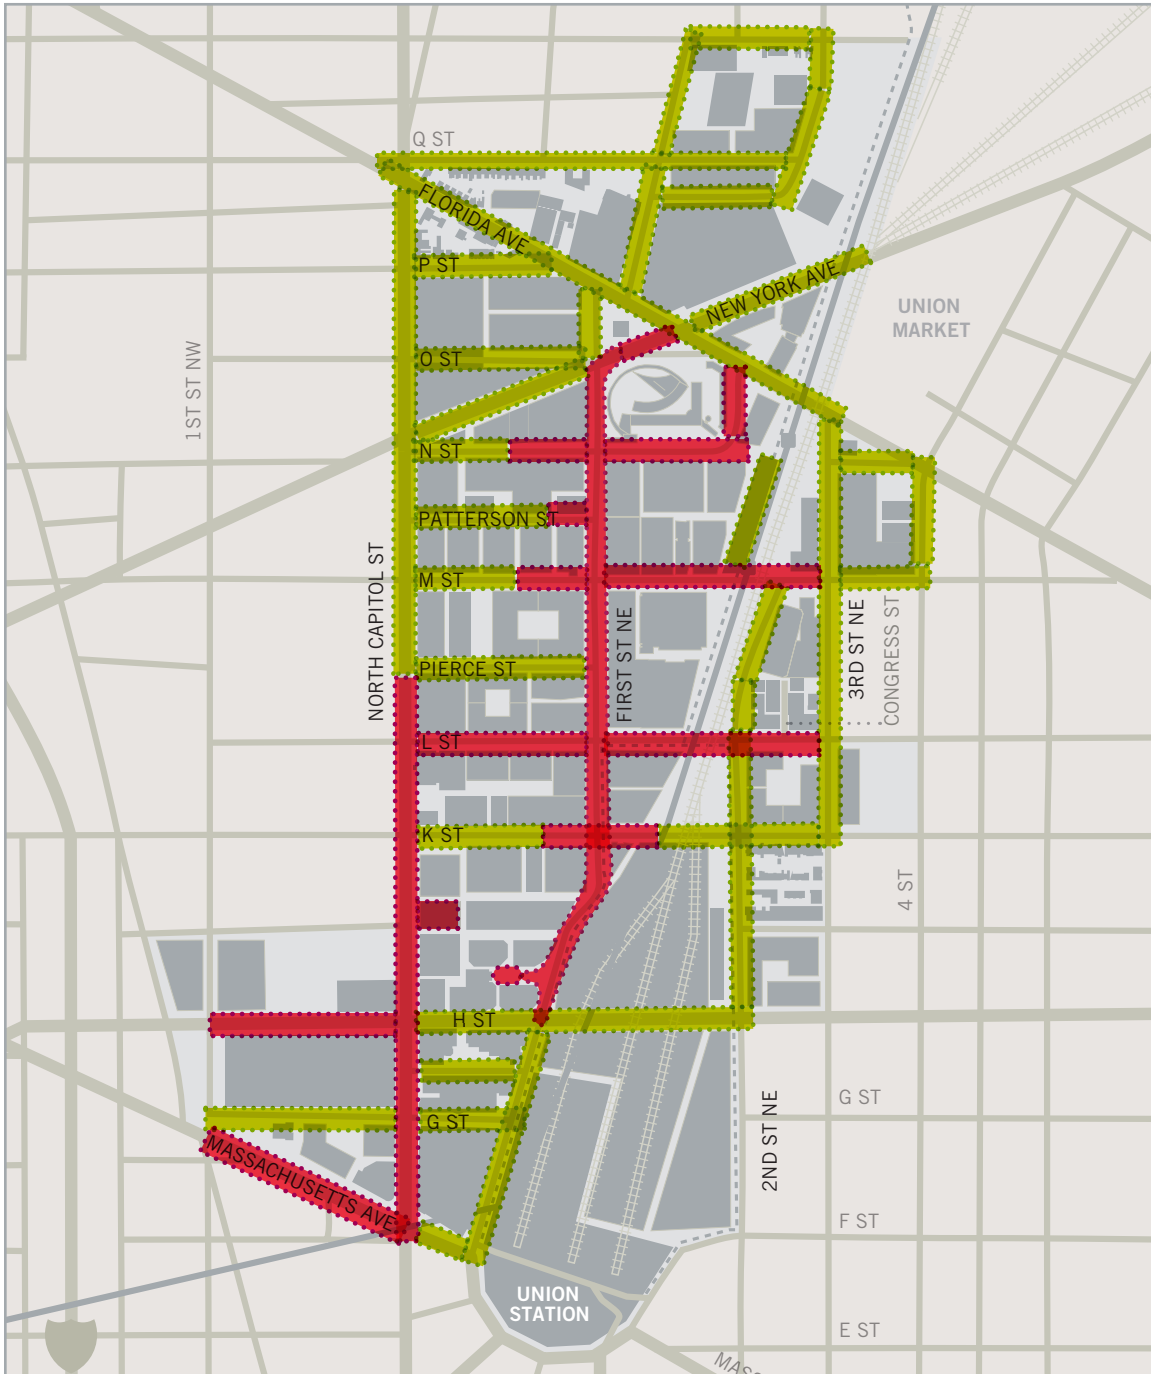 Q ST
FLORIDA AVE
P ST
NEW YORK AVE
UNION
MARKET
O ST
1ST ST NW
N ST
PATTERSON ST
M ST
NORTH CAPITOL ST
FIRST ST NE
3RD ST NE
CONGRESS ST
PIERCE ST
L ST
K ST
4 ST
H ST
G ST
G ST
2ND ST NE
MASSACHUSETTS AVE
F ST
UNION
STATION
E ST